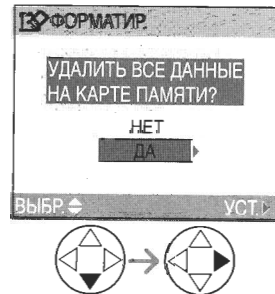 ФОРМАТИР.
УДАЛИТЬ ВСЕ ДАННЫЕ
НА КАРТЕ ПАМЯТИ?
НЕТ
ДА
ВЫБР. УСТ.